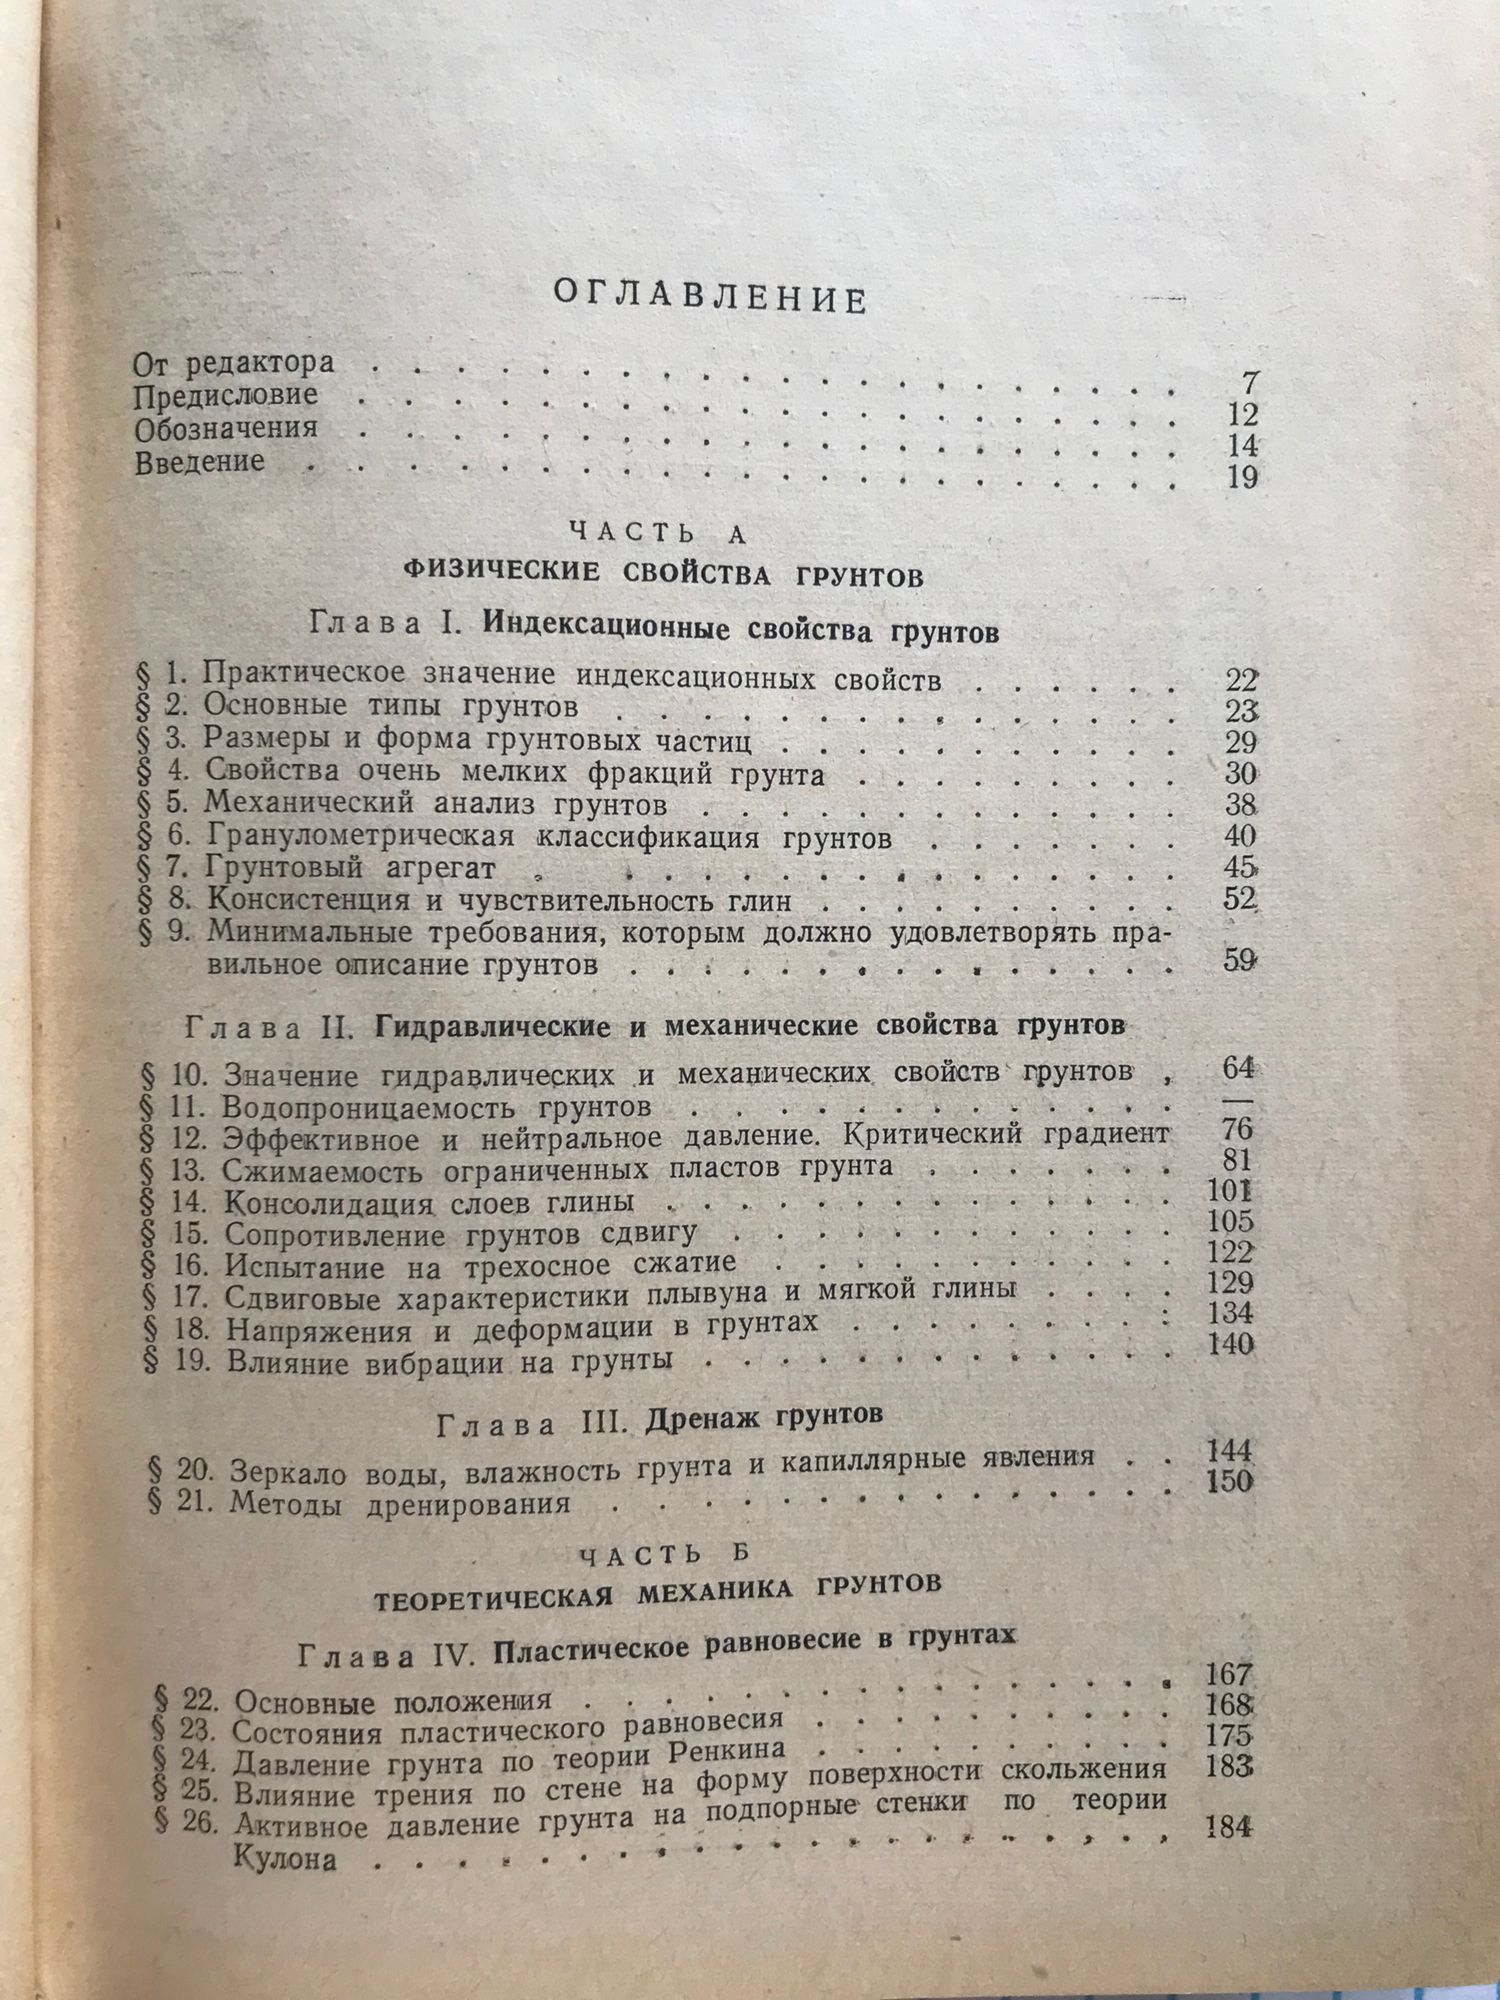 ОГЛАВЛЕНИЕ
От редактора . . . . . . . . . . . . . . . . . . . 7
Предисловие . . . . . . . . . . . . . . . . . . . 12
Обозначения . . . . . . . . . . . . . . . . . . . 14
Введение . . . . . . . . . . . . . . . . . . . 19
ЧАСТЬ А
ФИЗИЧЕСКИЕ СВОЙСТВА ГРУНТОВ
Глава I. Индексационные свойства грунтов
§ 1. Практическое значение индексационных свойств . . . . . . 22
§ 2. Основные типы грунтов . . . . . . . . . . . . . 23
§ 3. Размеры и форма грунтовых частиц . . . . . . . . . . 29
§ 4. Свойства очень мелких фракций грунта . . . . . . . . 30
§ 5. Механический анализ грунтов . . . . . . . . . . . . 38
§ 6. Гранулометрическая классификация грунтов . . . . . . . 40
§ 7. Грунтовый агрегат . . . . . . . . . . . . . . . 45
§ 8. Консистенция и чувствительность глин . . . . . . . . . . 52
§ 9. Минимальные требования, которым должно удовлетворять пра-
вильное описание грунтов . . . . . . . . . . . . . . 59
Глава II. Гидравлические и механические свойства грунтов
§ 10. Значение гидравлических и механических свойств грунтов , 64
§ 11. Водопроницаемость грунтов . . . . . . . . . . . . —
§ 12. Эффективное и нейтральное давление. Критический градиент 76
§ 13. Сжимаемость ограниченных пластов грунта . . . . . . . 81
§ 14. Консолидация слоев глины . . . . . . . . . . . . . 101
§ 15. Сопротивление грунтов сдвигу . . . . . . . . . . . 105
§ 16. Испытание на трехосное сжатие . . . . . . . . . . 122
§ 17. Сдвиговые характеристики плывуна и мягкой глины . . . . 129
§ 18. Напряжения и деформации в грунтах . . . . . . . . : 134
§ 19. Влияние вибрации на грунты . . . . . . . . . . . . 140
Глава III. Дренаж грунтов
§ 20. Зеркало воды, влажность грунта и капиллярные явления . . 144
§ 21. Методы дренирования . . . . . . . . . . . . . . 150
ЧАСТЬ Б
ТЕОРЕТИЧЕСКАЯ МЕХАНИКА ГРУНТОВ
Глава IV. Пластическое равновесие в грунтах
§ 22. Основные положения . . . . . . . . . . . . . . . 167
§ 23. Состояния пластического равновесия . . . . . . . . . . 168
§ 24. Давление грунта по теории Ренкина . . . . . . . . . . 175
§ 25. Влияние трения по стене на форму поверхности скольжения 183
§ 26. Активное давление грунта на подпорные стенки по теории
Кулона . . . . . . . . . . . . . . . . . . . 184